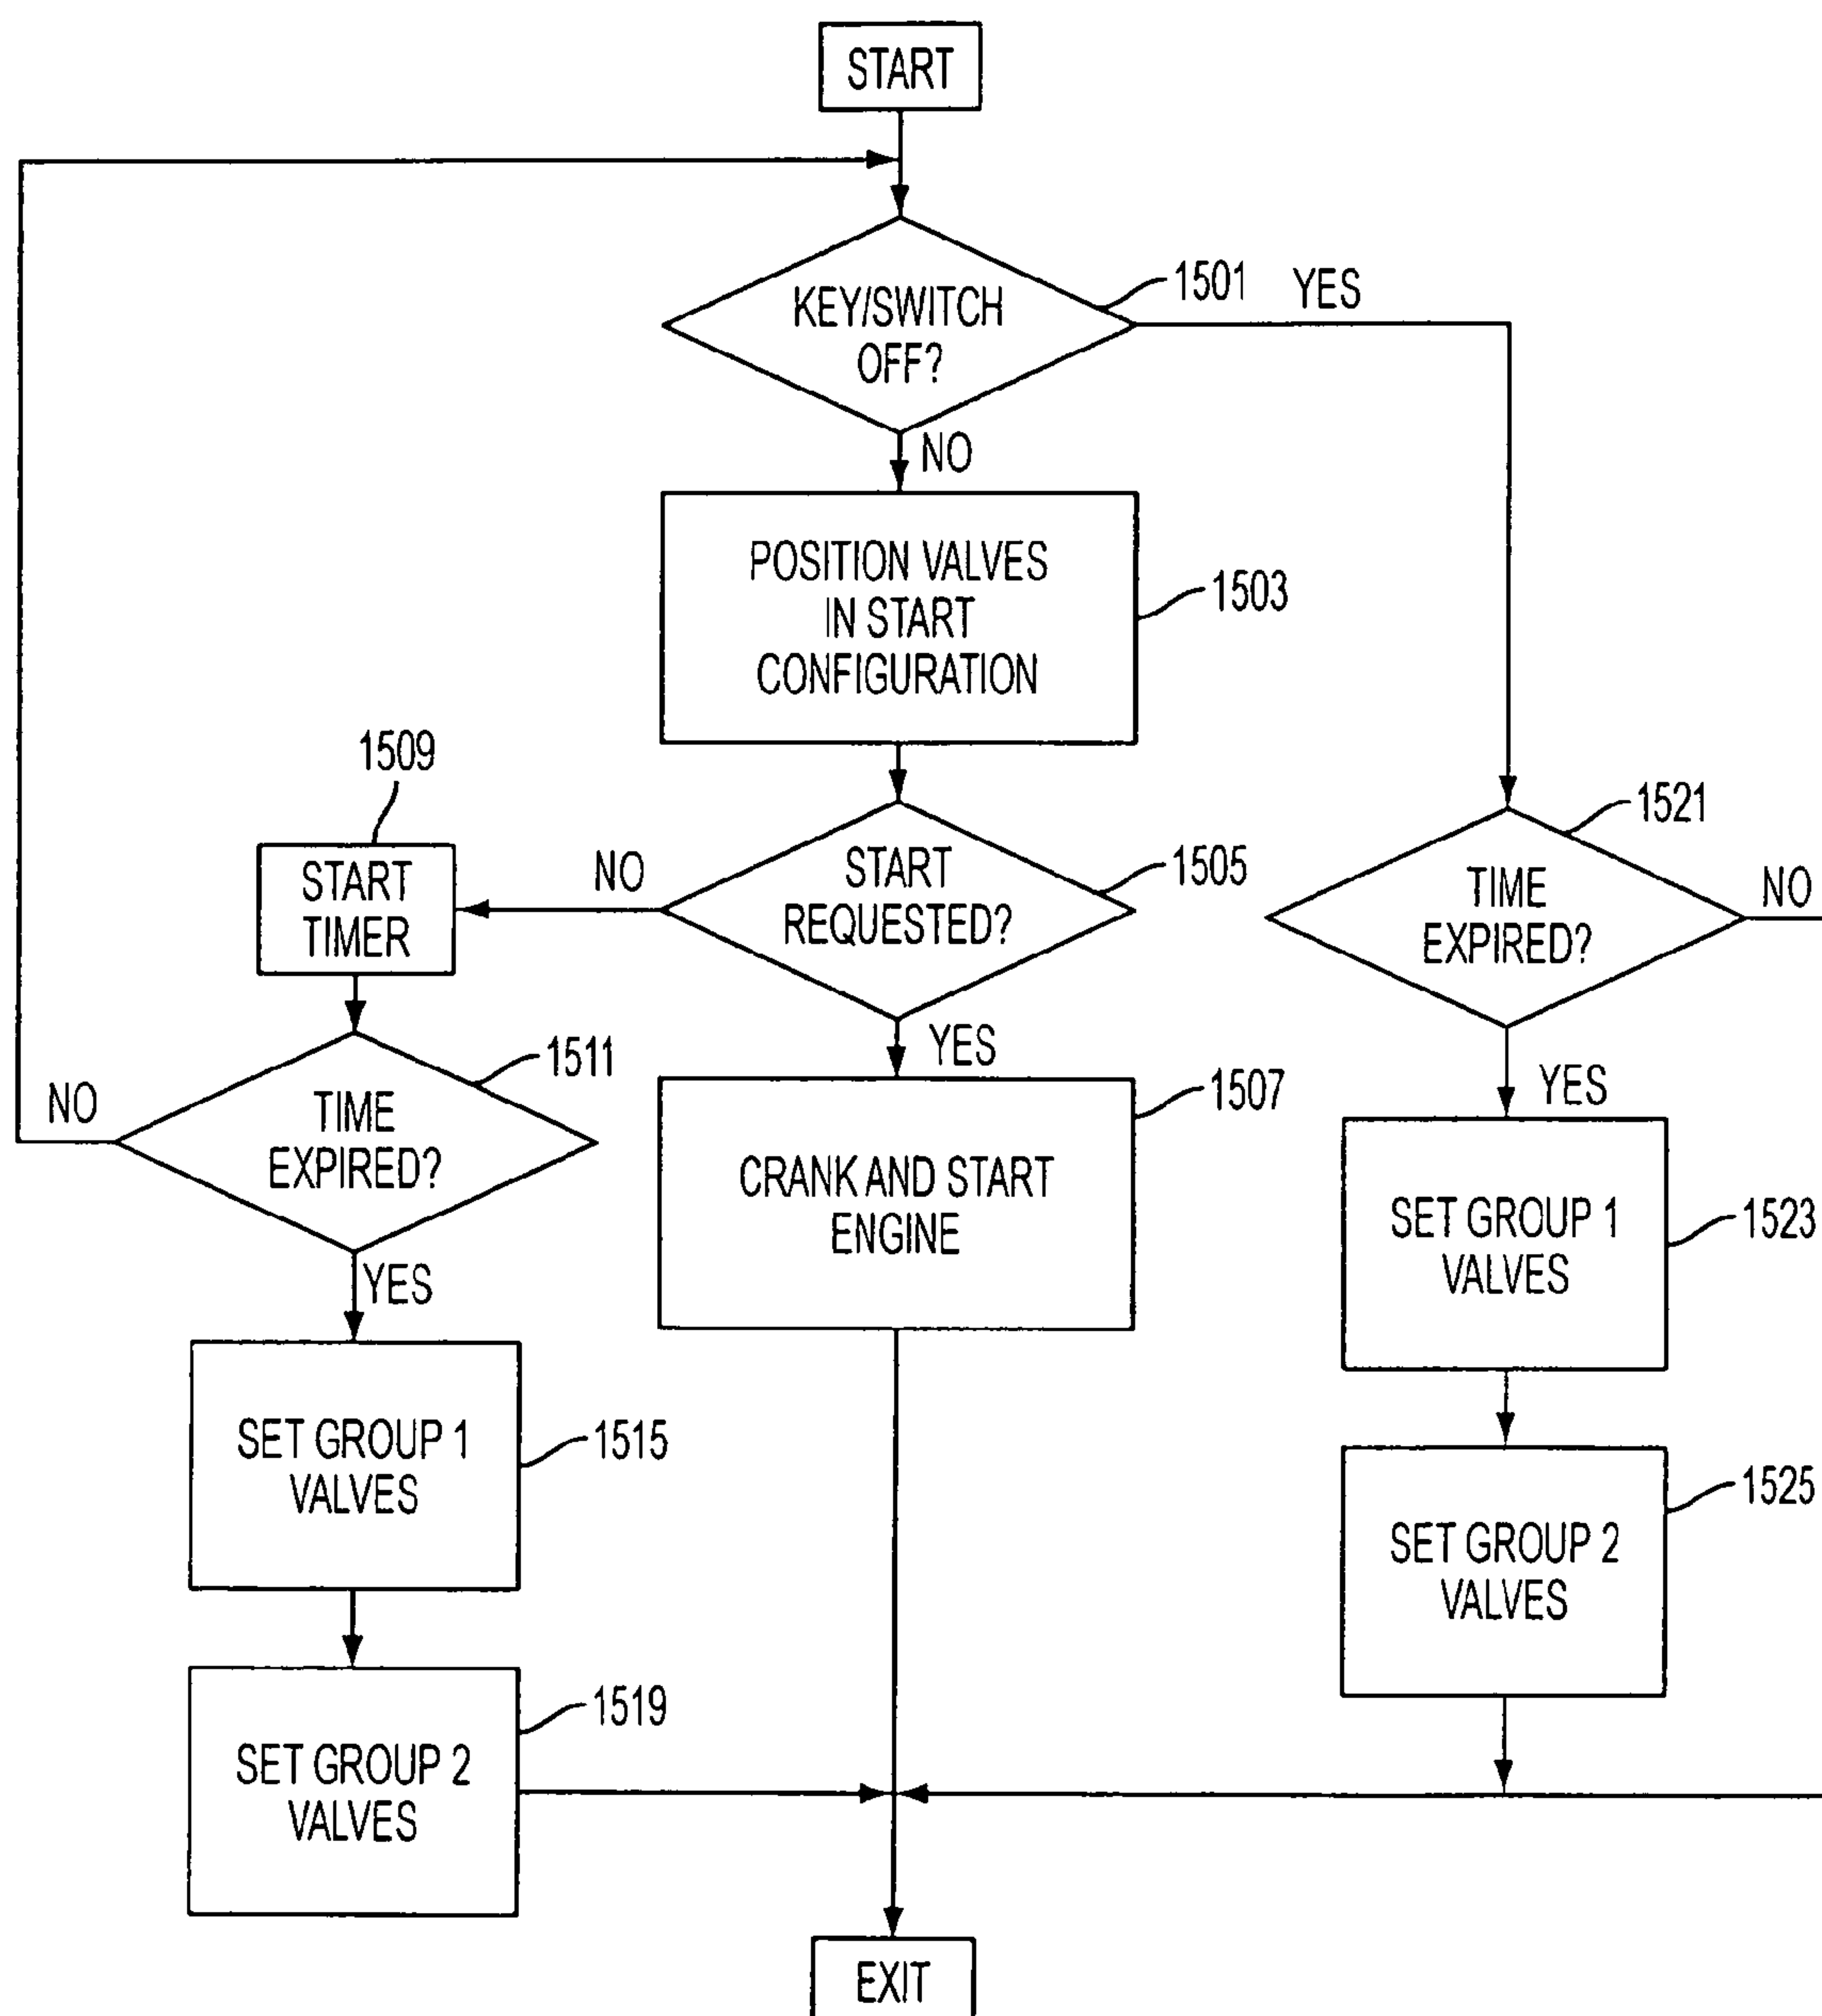 START
1501
YES
KEY/SWITCH
OFF?
NO
POSITION VALVES
IN START
CONFIGURATION
1503
1509
START
TIMER
NO
START
REQUESTED?
1505
1521
TIME
EXPIRED?
NO
YES
1511
NO
TIME
EXPIRED?
YES
CRANK AND START
ENGINE
1507
YES
SET GROUP 1
VALVES
1523
SET GROUP 1
VALVES
1515
SET GROUP 2
VALVES
1525
SET GROUP 2
VALVES
1519
EXIT